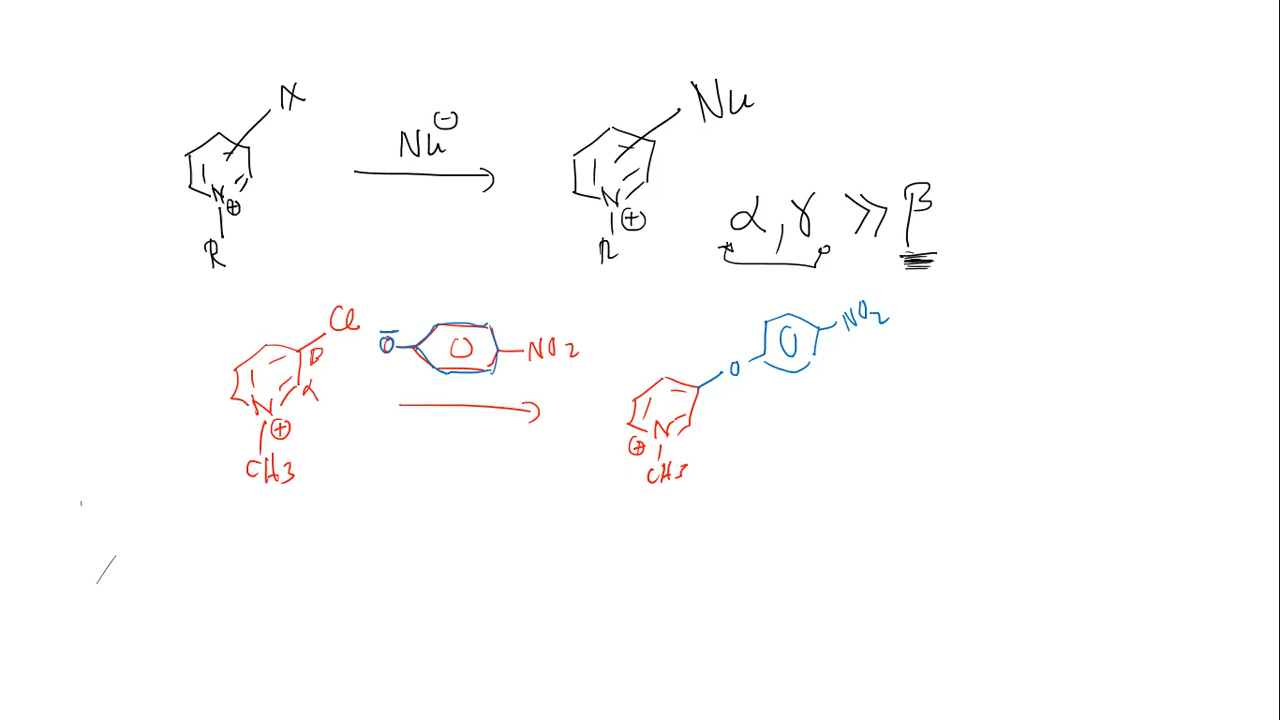 X
Nu⊖
Nu
N⊕
R
N⊕
R
α, γ >> β
Cl
β
α
N⊕
CH3
Ō
NO2
O
NO2
N⊕
CH3